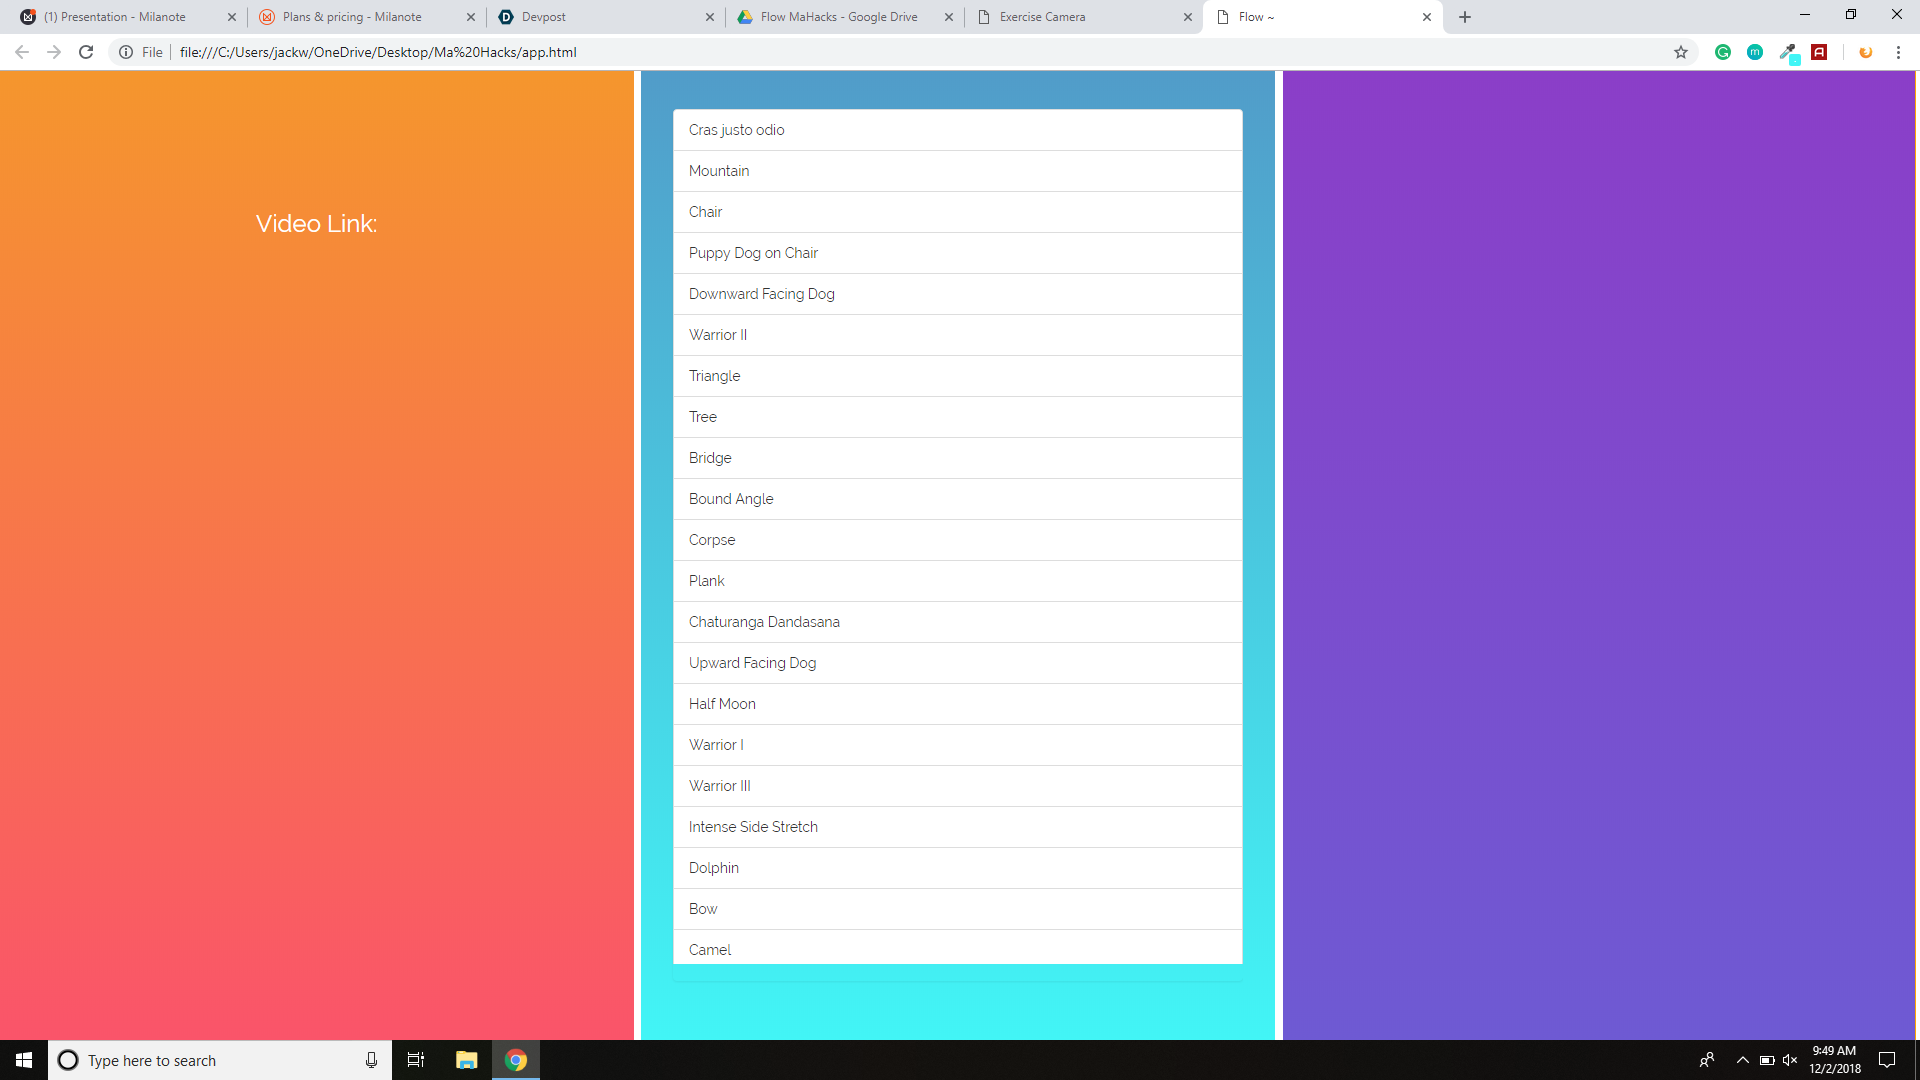 (1) Presentation - Milanote
Plans & pricing - Milanote
Devpost
Flow MaHacks - Google Drive
Exercise Camera
Flow ~
File
file:///C:/Users/jackw/OneDrive/Desktop/Ma%20Hacks/app.html
Video Link:
Cras justo odio
Mountain
Chair
Puppy Dog on Chair
Downward Facing Dog
Warrior II
Triangle
Tree
Bridge
Bound Angle
Corpse
Plank
Chaturanga Dandasana
Upward Facing Dog
Half Moon
Warrior I
Warrior III
Intense Side Stretch
Dolphin
Bow
Camel
Type here to search
9:49 AM
12/2/2018